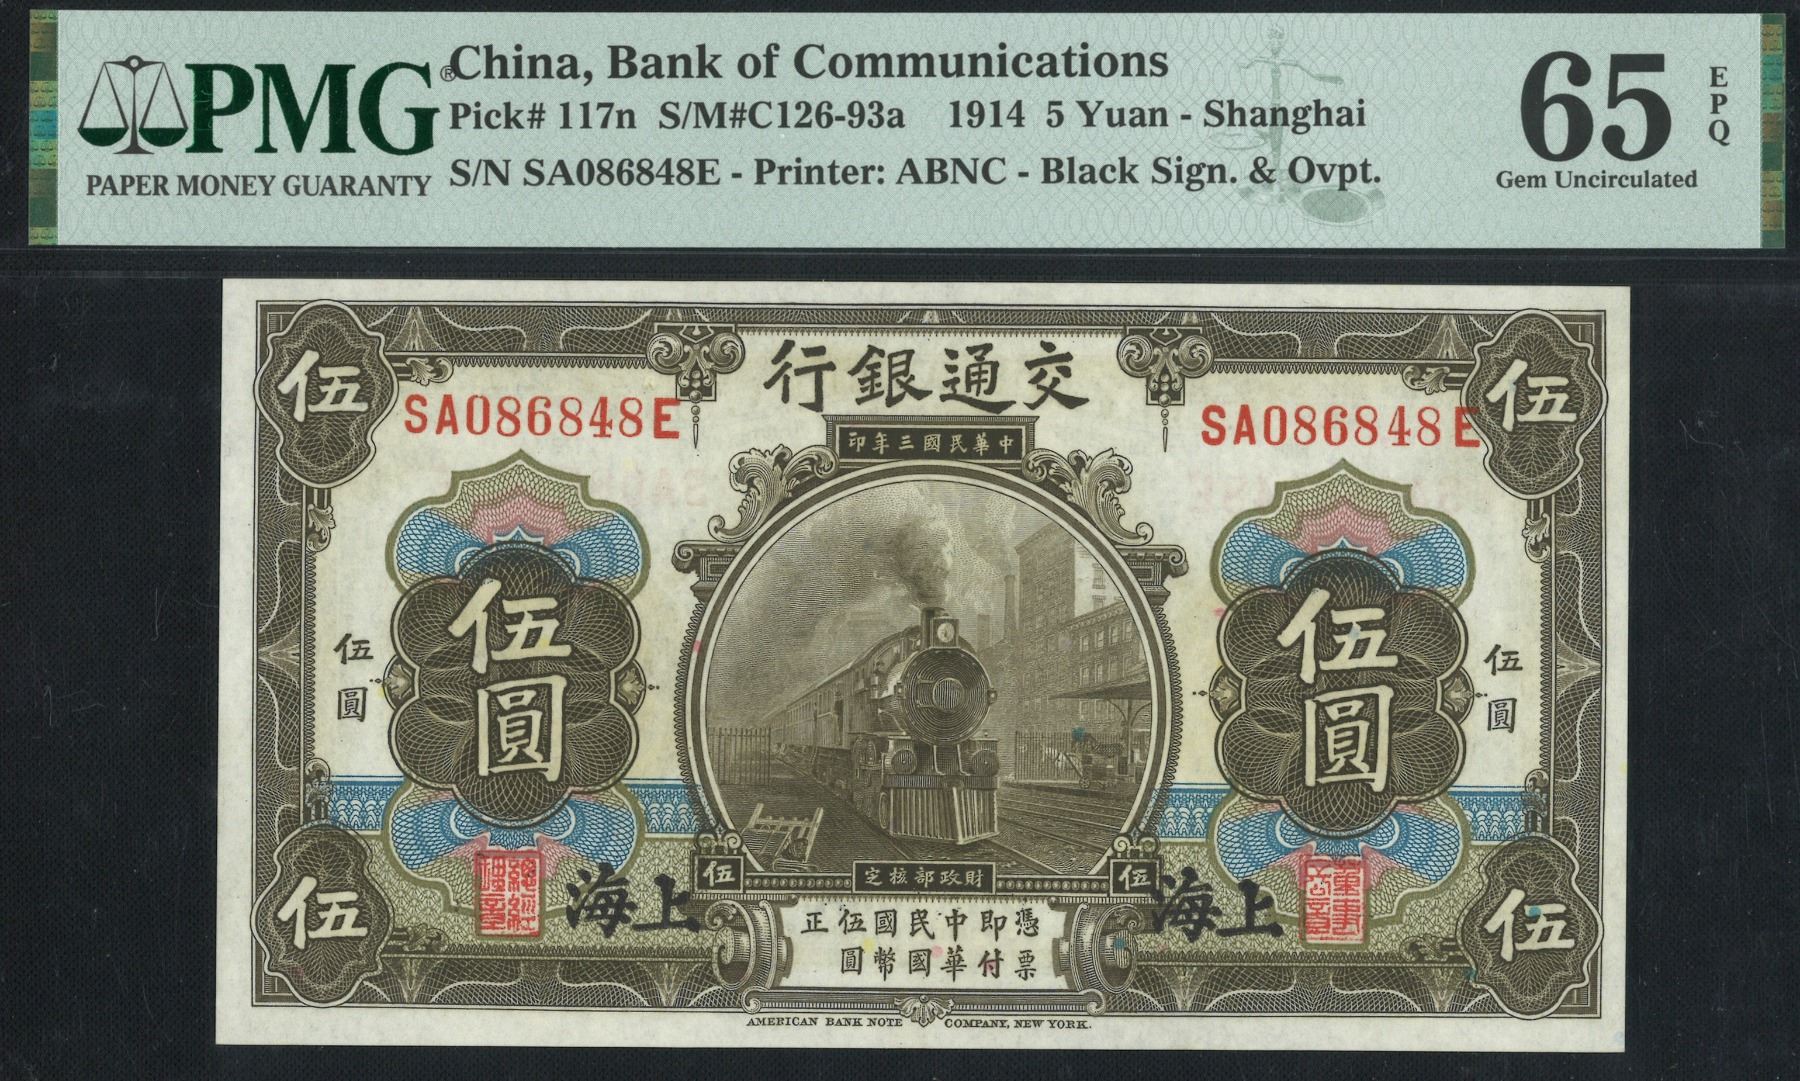 PMG®
PAPER MONEY GUARANTY
China, Bank of Communications
Pick# 117n S/M#C126-93a 1914 5 Yuan - Shanghai
S/N SA086848E - Printer: ABNC - Black Sign. & Ovpt.
65
EPQ
Gem Uncirculated
交通銀行
伍
伍
SA086848E
SA086848E
中華民國三年印
伍圓
伍圓
伍圓
伍圓
上海
上海
伍
伍
財政部核定
憑票即付中華民國國幣伍圓正
伍
伍
AMERICAN BANK NOTE COMPANY, NEW YORK.